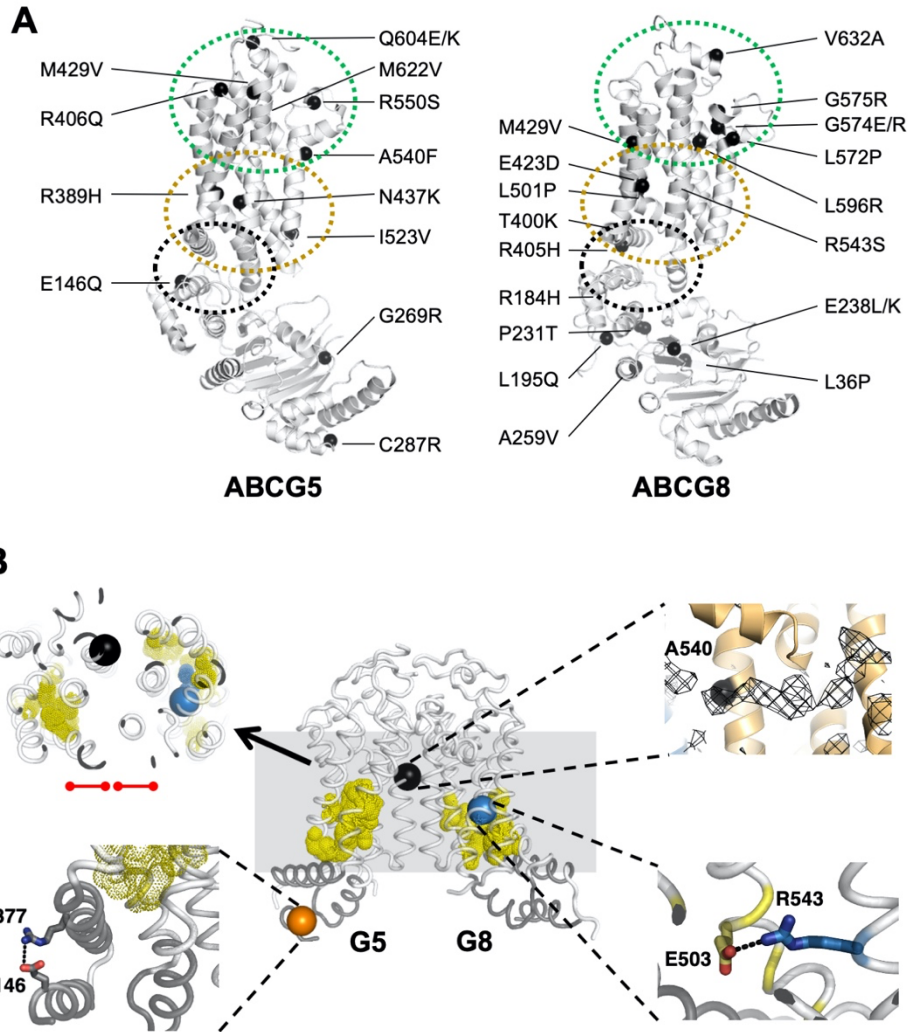 A
Q604E/K
M429V
M622V
R406Q
R550S
A540F
R389H
N437K
I523V
E146Q
G269R
C287R
ABCG5
V632A
G575R
M429V
G574E/R
E423D
L572P
L501P
L596R
T400K
R405H
R543S
R184H
E238L/K
P231T
L195Q
L36P
A259V
ABCG8
A540
G5
G8
R543
E503
377
146